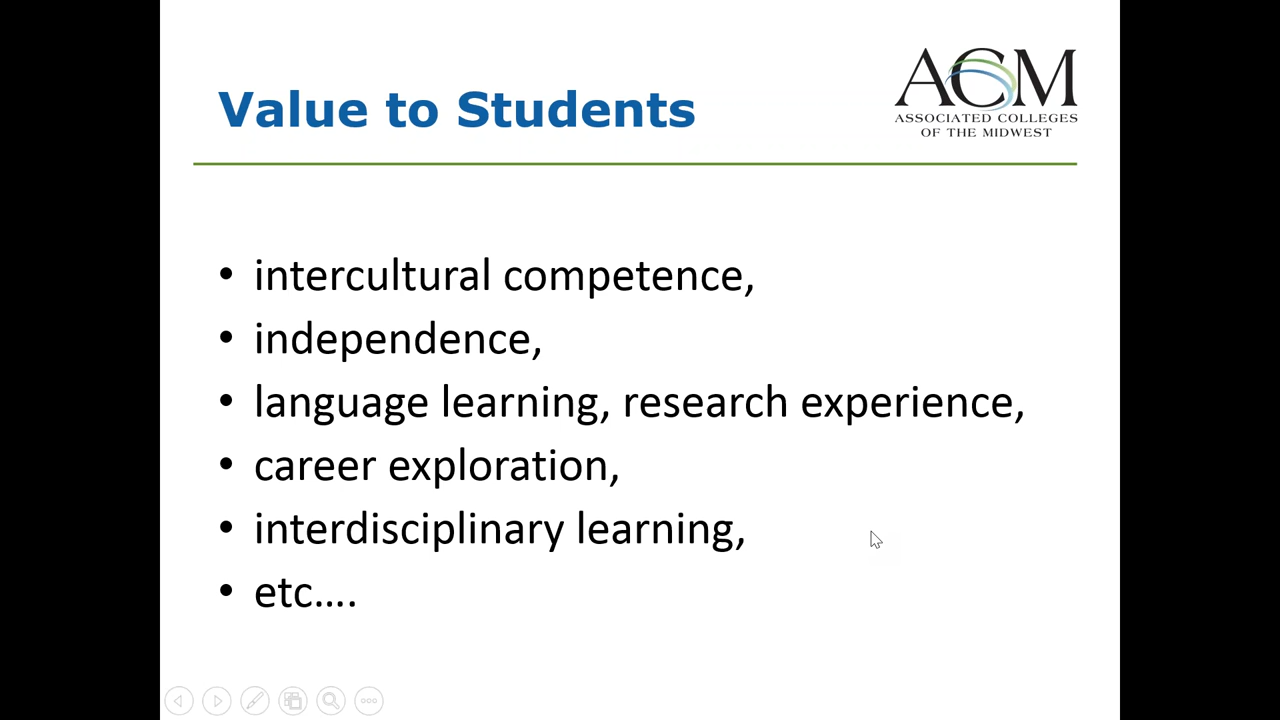 Value to Students
ACM
ASSOCIATED COLLEGES
OF THE MIDWEST
• intercultural competence,
• independence,
• language learning, research experience,
• career exploration,
• interdisciplinary learning,
• etc….